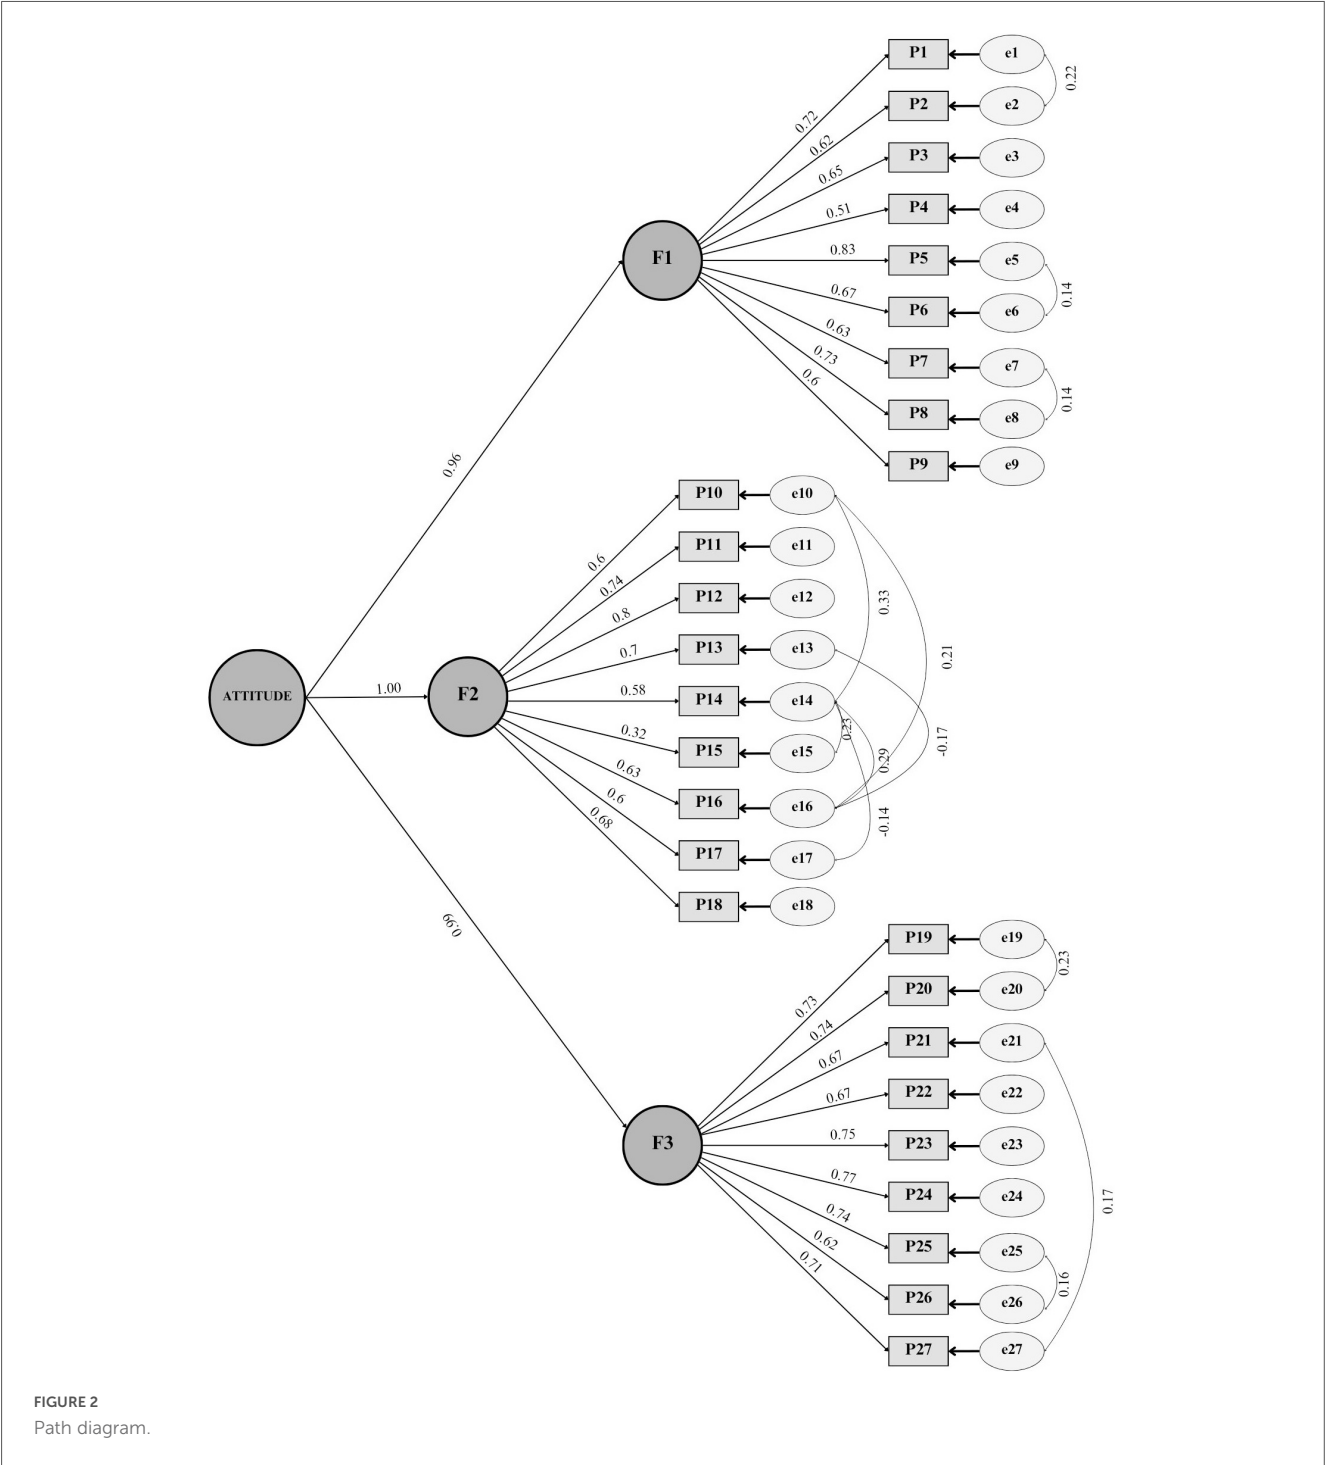 P1
e1
0.22
0.72
P2
e2
0.62
P3
e3
0.65
P4
e4
0.51
F1
0.83
P5
e5
0.14
0.67
P6
e6
0.63
P7
e7
0.73
0.14
0.6
P8
e8
P9
e9
0.96
P10
e10
0.6
P11
e11
0.74
0.33
P12
e12
0.8
0.21
P13
e13
0.7
ATTITUDE
1.00
F2
0.58
P14
e14
0.23
-0.17
0.32
P15
e15
0.29
0.63
P16
e16
0.6
-0.14
0.68
P17
e17
P18
e18
0.99
P19
e19
0.23
0.73
P20
e20
0.74
P21
e21
0.67
P22
e22
0.67
F3
0.75
P23
e23
0.17
0.77
P24
e24
0.74
P25
e25
0.62
0.16
0.71
P26
e26
P27
e27
FIGURE 2
Path diagram.